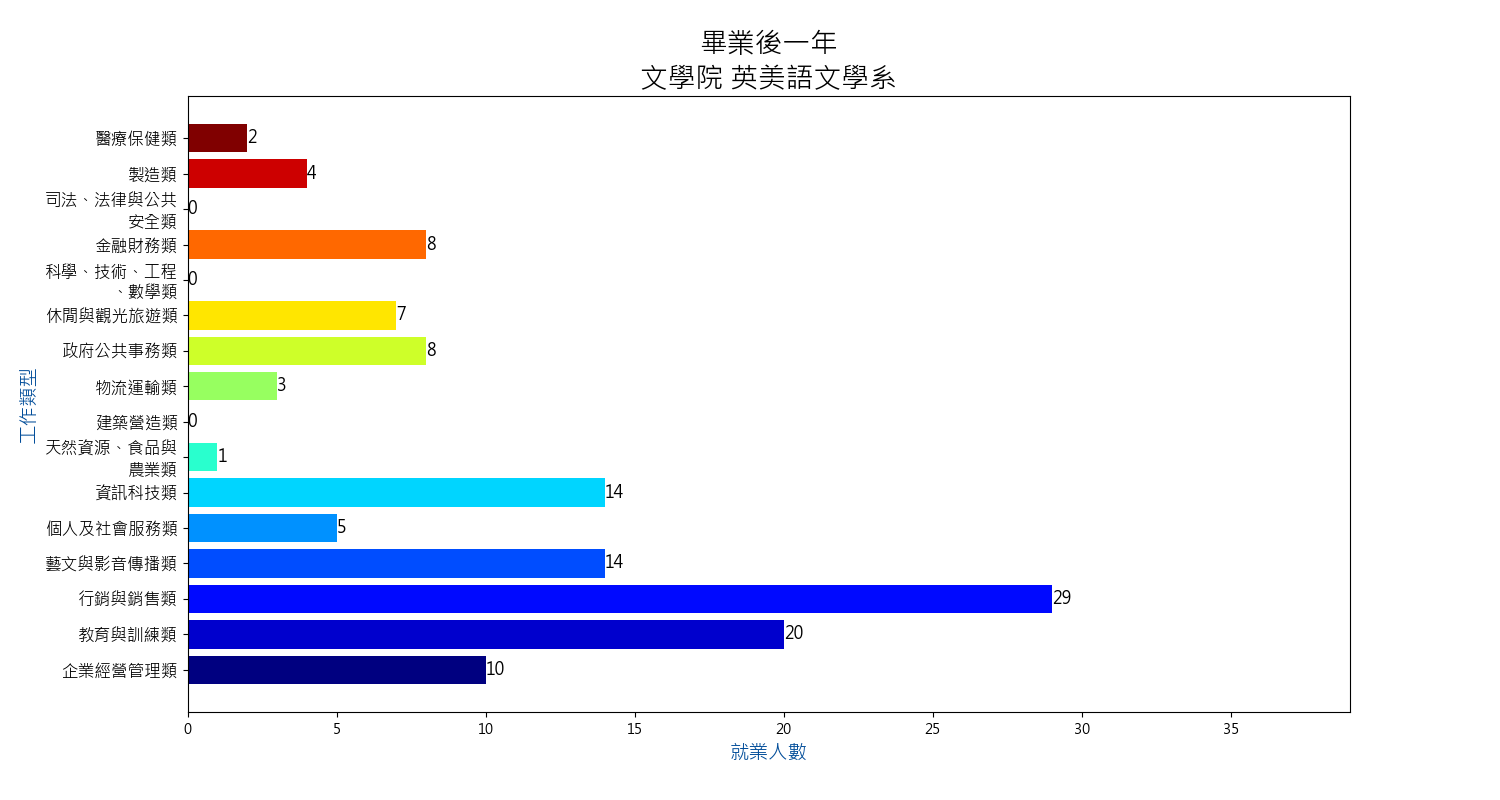 畢業後一年
文學院 英美語文學系
醫療保健類
2
製造類
4
司法、法律與公共
安全類
0
金融財務類
8
科學、技術、工程
、數學類
0
休閒與觀光旅遊類
7
政府公共事務類
8
物流運輸類
3
建築營造類
0
天然資源、食品與
農業類
1
資訊科技類
14
個人及社會服務類
5
藝文與影音傳播類
14
行銷與銷售類
29
教育與訓練類
20
企業經營管理類
10
工作類型
0 5 10 15 20 25 30 35
就業人數